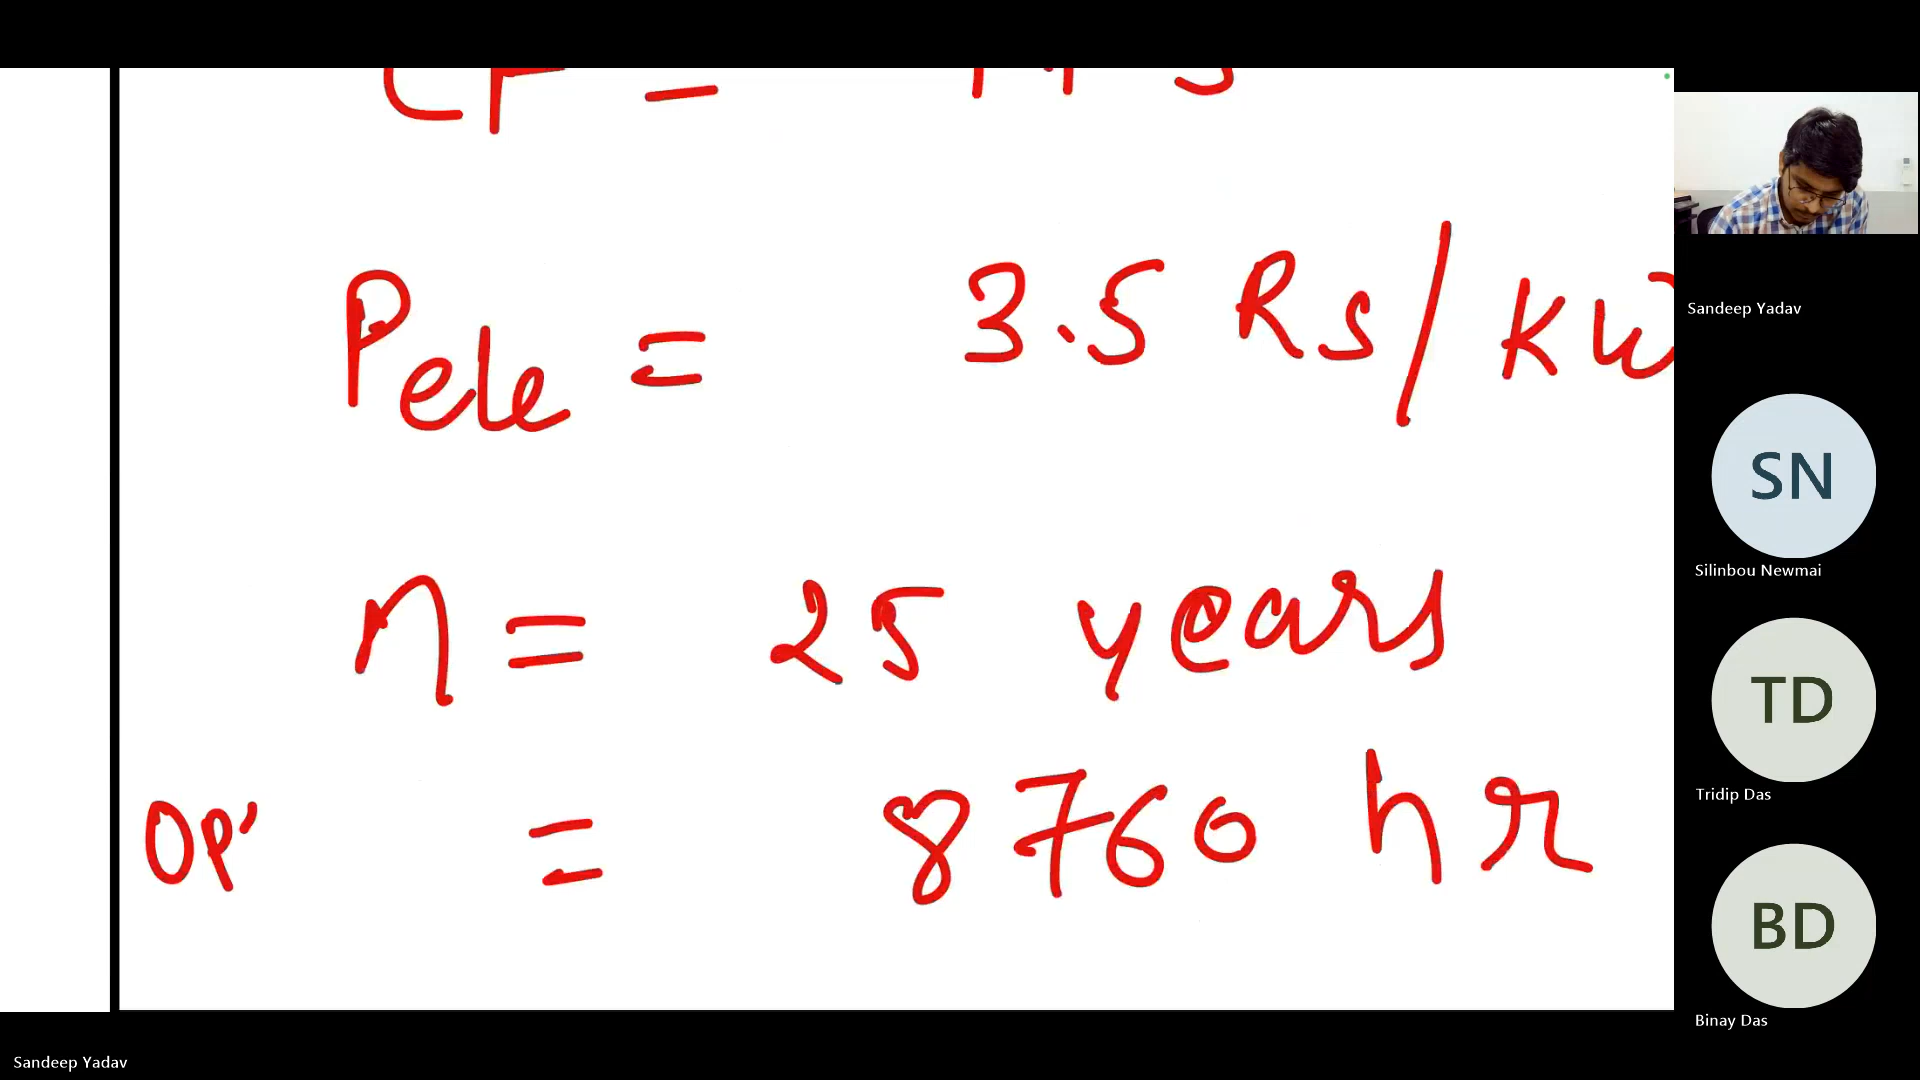 CF =
Pele = 3.5 Rs/kW
n = 25 years
Op' = 8760 hr
Sandeep Yadav
SN
Silinbou Newmai
TD
Tridip Das
BD
Binay Das
Sandeep Yadav